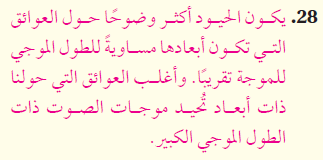 28. يكون الحيود أكثر وضوحًا حول العوائق
التي تكون أبعادها مساويةً للطول الموجي
للموجة تقريبًا. وأغلب العوائق التي حولنا
ذات أبعاد تُحيد موجات الصوت ذات
الطول الموجي الكبير.